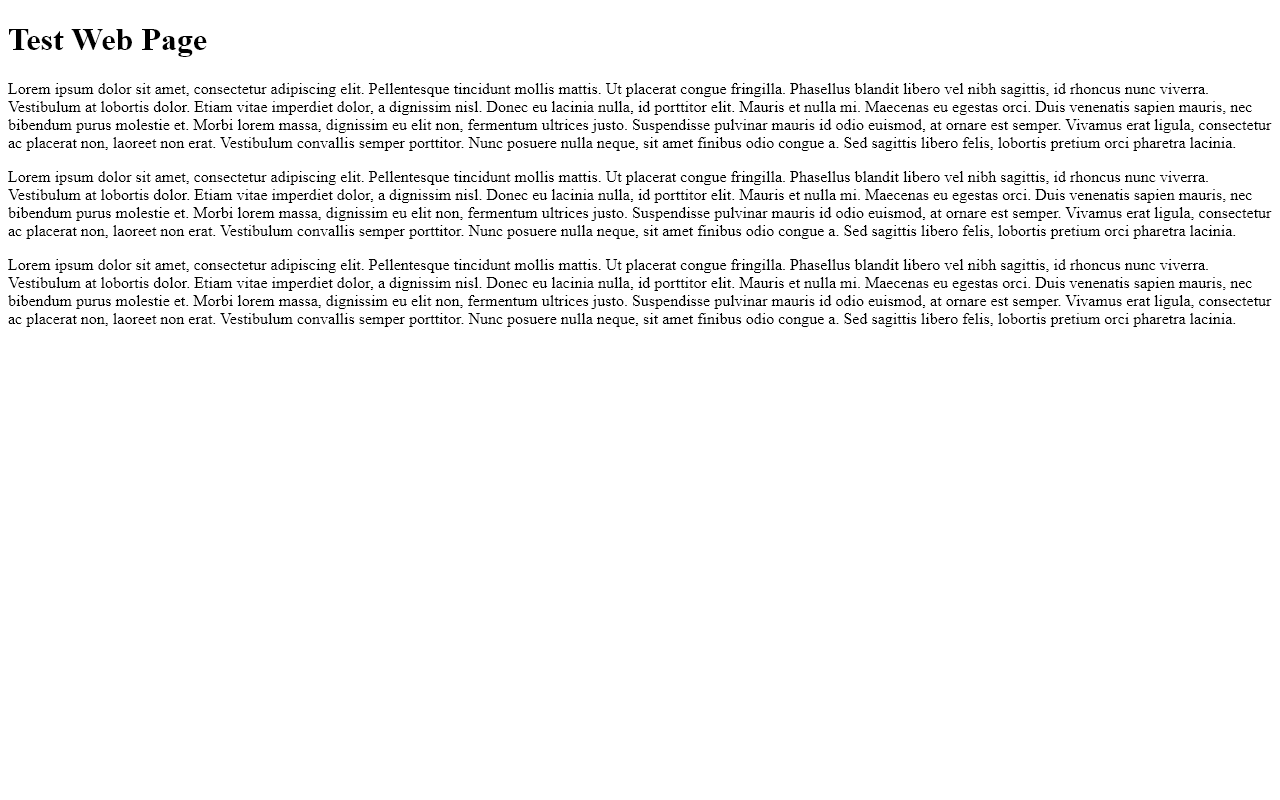 Test Web Page
Lorem ipsum dolor sit amet, consectetur adipiscing elit. Pellentesque tincidunt mollis mattis. Ut placerat congue fringilla. Phasellus blandit libero vel nibh sagittis, id rhoncus nunc viverra.
Vestibulum at lobortis dolor. Etiam vitae imperdiet dolor, a dignissim nisl. Donec eu lacinia nulla, id porttitor elit. Mauris et nulla mi. Maecenas eu egestas orci. Duis venenatis sapien mauris, nec
bibendum purus molestie et. Morbi lorem massa, dignissim eu elit non, fermentum ultrices justo. Suspendisse pulvinar mauris id odio euismod, at ornare est semper. Vivamus erat ligula, consectetur
ac placerat non, laoreet non erat. Vestibulum convallis semper porttitor. Nunc posuere nulla neque, sit amet finibus odio congue a. Sed sagittis libero felis, lobortis pretium orci pharetra lacinia.
Lorem ipsum dolor sit amet, consectetur adipiscing elit. Pellentesque tincidunt mollis mattis. Ut placerat congue fringilla. Phasellus blandit libero vel nibh sagittis, id rhoncus nunc viverra.
Vestibulum at lobortis dolor. Etiam vitae imperdiet dolor, a dignissim nisl. Donec eu lacinia nulla, id porttitor elit. Mauris et nulla mi. Maecenas eu egestas orci. Duis venenatis sapien mauris, nec
bibendum purus molestie et. Morbi lorem massa, dignissim eu elit non, fermentum ultrices justo. Suspendisse pulvinar mauris id odio euismod, at ornare est semper. Vivamus erat ligula, consectetur
ac placerat non, laoreet non erat. Vestibulum convallis semper porttitor. Nunc posuere nulla neque, sit amet finibus odio congue a. Sed sagittis libero felis, lobortis pretium orci pharetra lacinia.
Lorem ipsum dolor sit amet, consectetur adipiscing elit. Pellentesque tincidunt mollis mattis. Ut placerat congue fringilla. Phasellus blandit libero vel nibh sagittis, id rhoncus nunc viverra.
Vestibulum at lobortis dolor. Etiam vitae imperdiet dolor, a dignissim nisl. Donec eu lacinia nulla, id porttitor elit. Mauris et nulla mi. Maecenas eu egestas orci. Duis venenatis sapien mauris, nec
bibendum purus molestie et. Morbi lorem massa, dignissim eu elit non, fermentum ultrices justo. Suspendisse pulvinar mauris id odio euismod, at ornare est semper. Vivamus erat ligula, consectetur
ac placerat non, laoreet non erat. Vestibulum convallis semper porttitor. Nunc posuere nulla neque, sit amet finibus odio congue a. Sed sagittis libero felis, lobortis pretium orci pharetra lacinia.